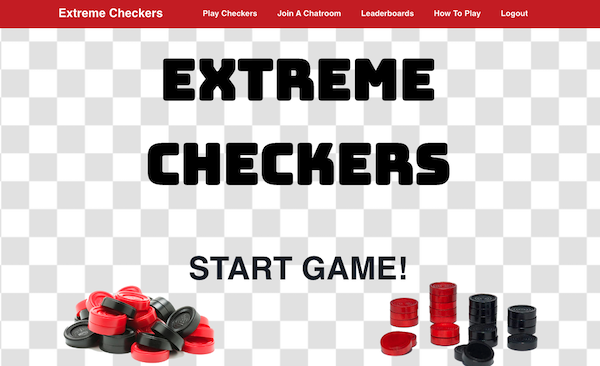 Extreme Checkers Play Checkers Join A Chatroom Leaderboards How To Play Logout
EXTREME
CHECKERS
START GAME!